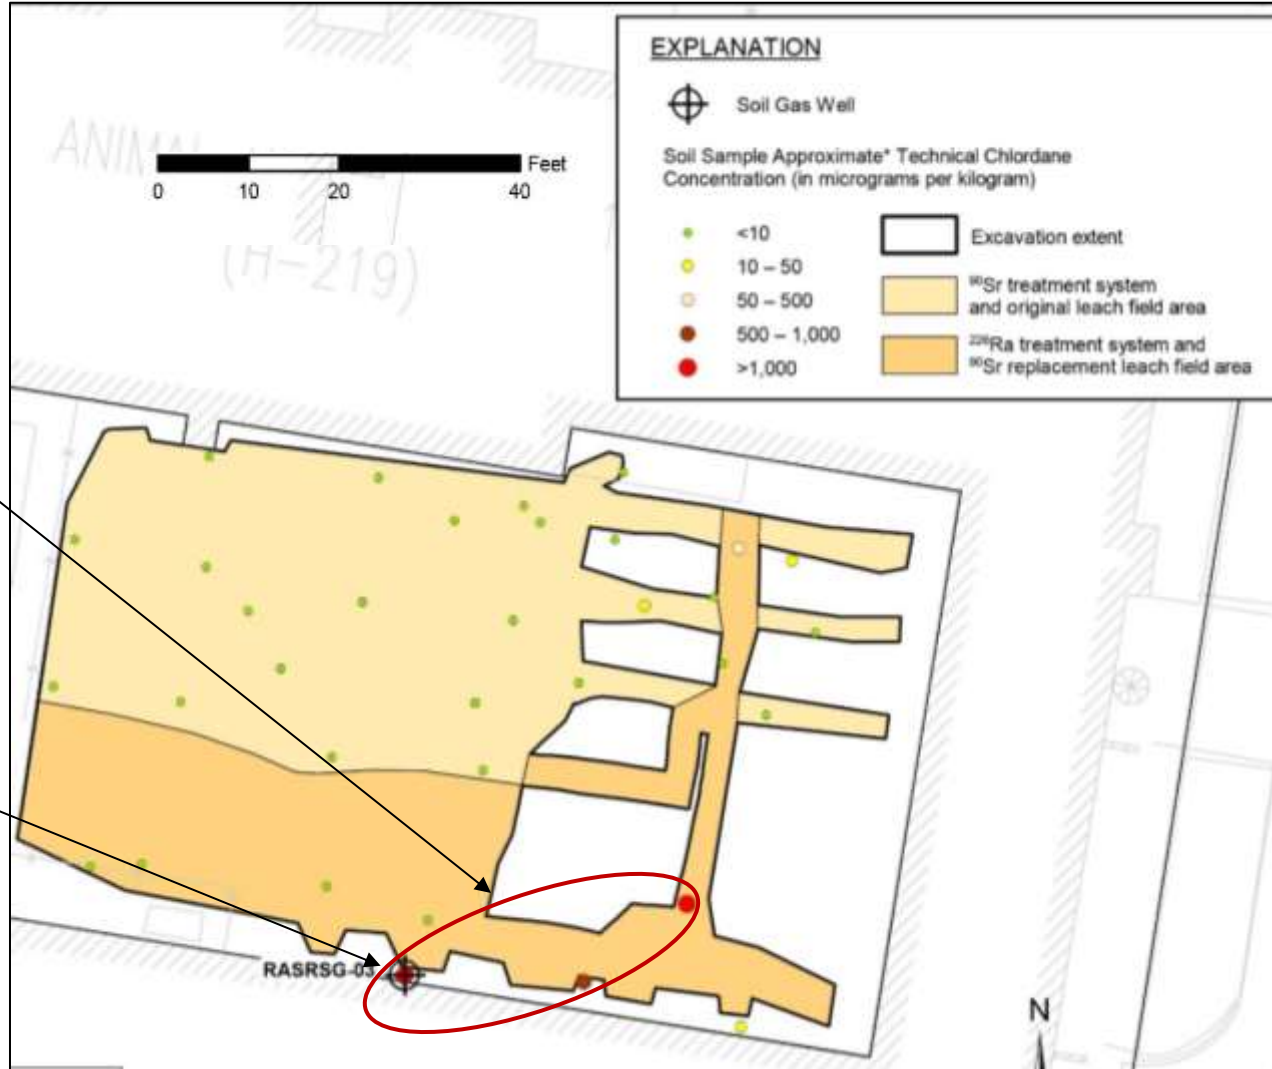 EXPLANATION
Soil Gas Well
Soil Sample Approximate* Technical Chlordane
Concentration (in micrograms per kilogram)
<10
10 – 50
50 – 500
500 – 1,000
>1,000
Excavation extent
⁹⁰Sr treatment system
and original leach field area
²²⁶Ra treatment system and
⁹⁰Sr replacement leach field area
Feet
0 10 20 40
(H-219)
RASRSG-03
N